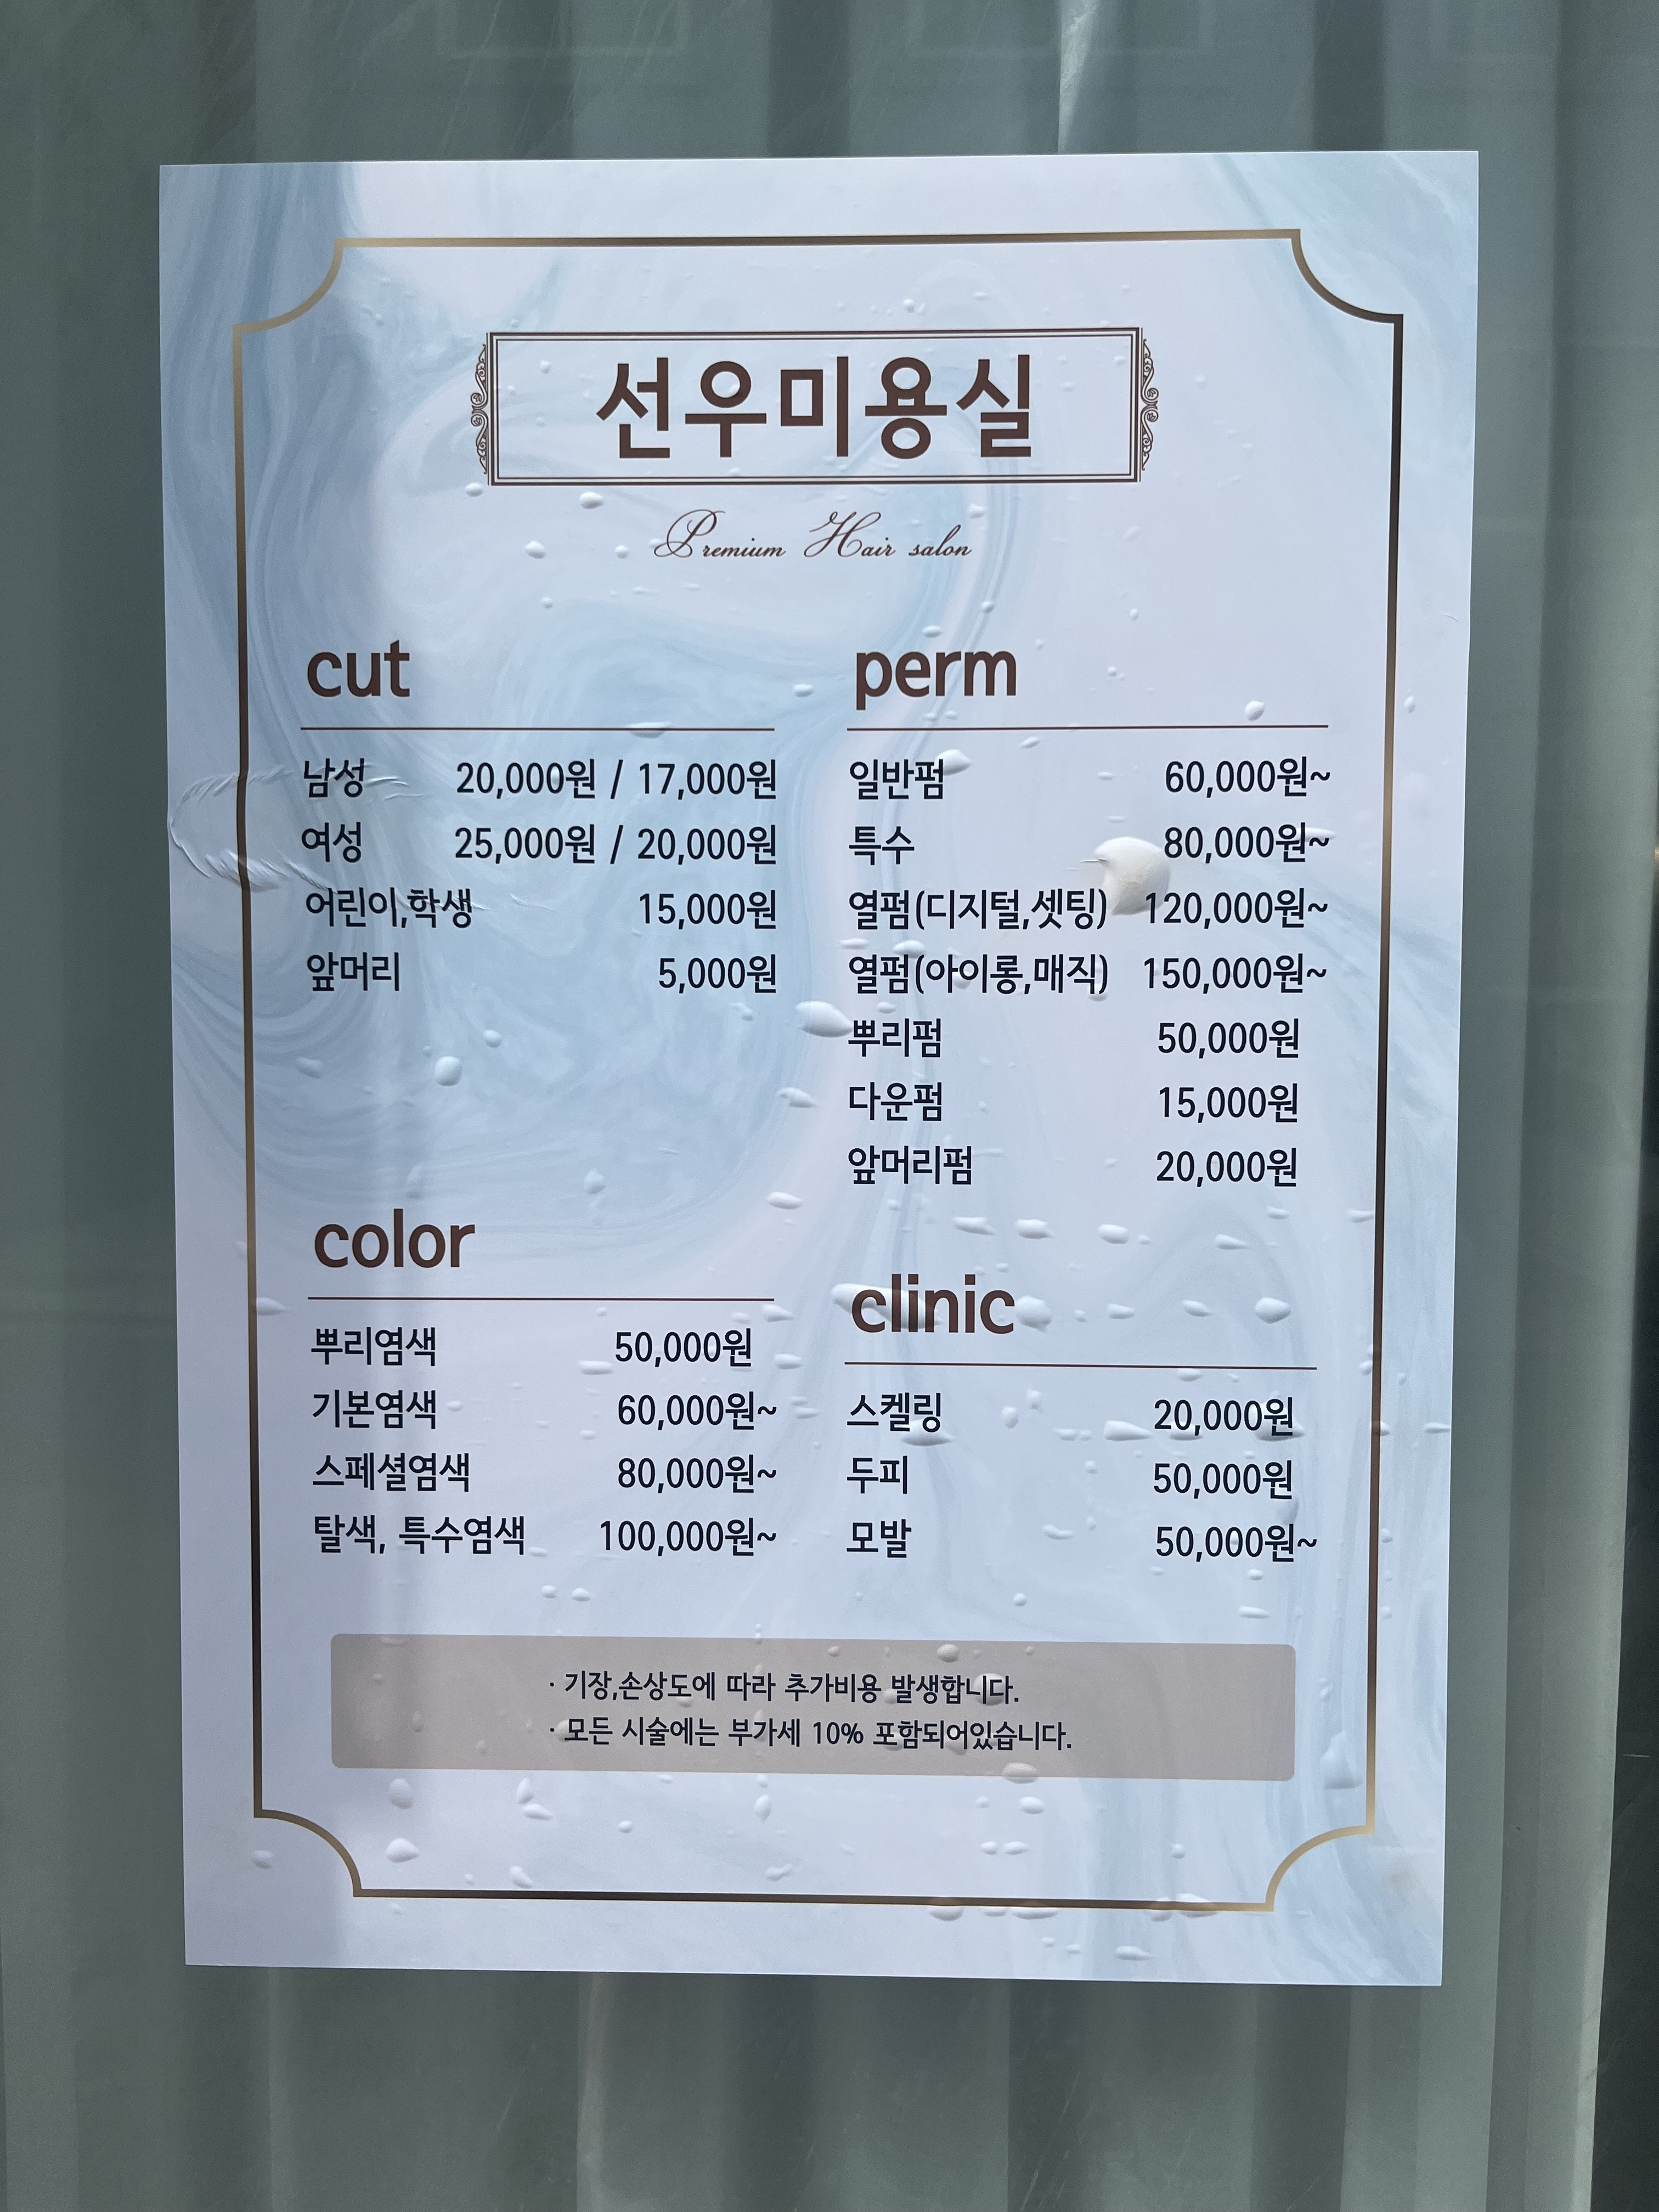 선우미용실
Premium Hair salon
cut
남성 20,000원 / 17,000원
여성 25,000원 / 20,000원
어린이,학생 15,000원
앞머리 5,000원
perm
일반펌 60,000원~
특수 80,000원~
열펌(디지털,셋팅) 120,000원~
열펌(아이롱,매직) 150,000원~
뿌리펌 50,000원
다운펌 15,000원
앞머리펌 20,000원
color
뿌리염색 50,000원
기본염색 60,000원~
스페셜염색 80,000원~
탈색, 특수염색 100,000원~
clinic
스켈링 20,000원
두피 50,000원
모발 50,000원~
· 기장,손상도에 따라 추가비용 발생합니다.
· 모든 시술에는 부가세 10% 포함되어있습니다.